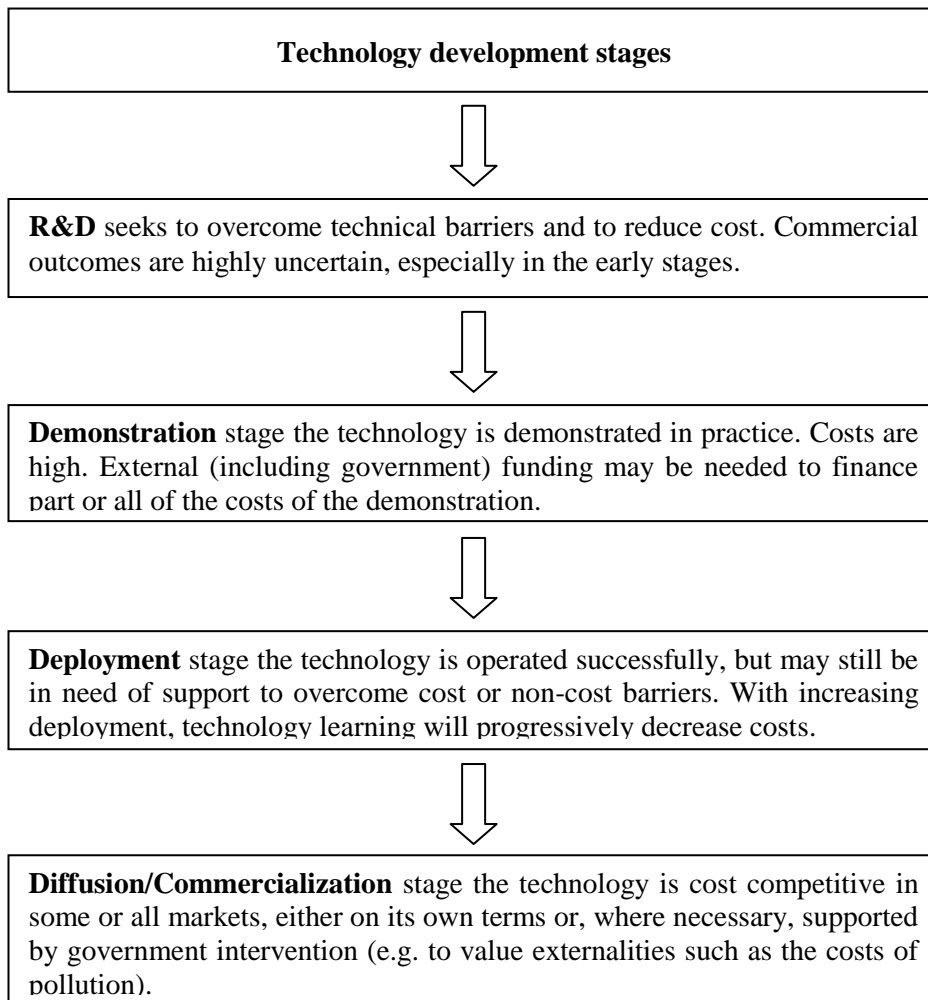 Technology development stages
R&D seeks to overcome technical barriers and to reduce cost. Commercial
outcomes are highly uncertain, especially in the early stages.
Demonstration stage the technology is demonstrated in practice. Costs are
high. External (including government) funding may be needed to finance
part or all of the costs of the demonstration.
Deployment stage the technology is operated successfully, but may still be
in need of support to overcome cost or non-cost barriers. With increasing
deployment, technology learning will progressively decrease costs.
Diffusion/Commercialization stage the technology is cost competitive in
some or all markets, either on its own terms or, where necessary, supported
by government intervention (e.g. to value externalities such as the costs of
pollution).